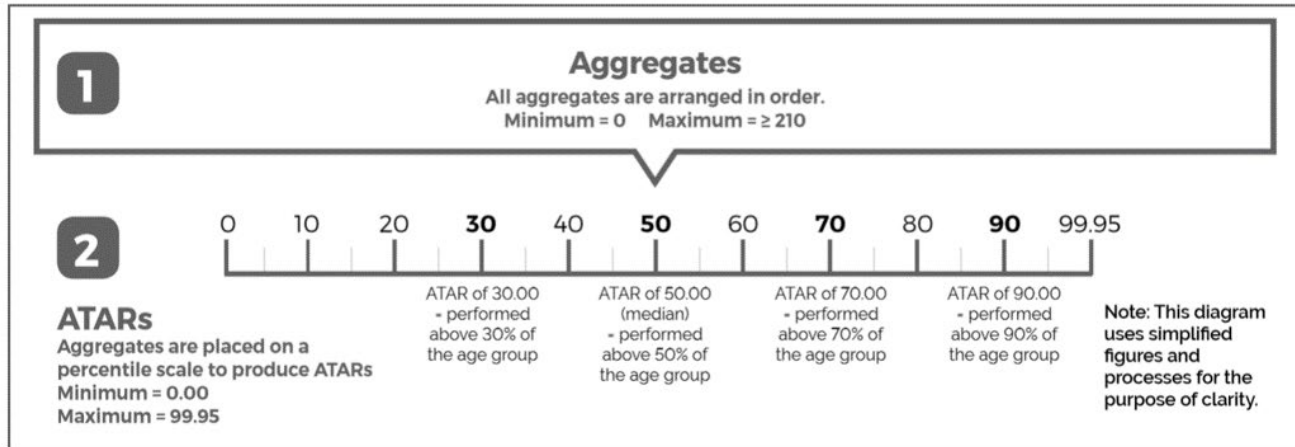 1
Aggregates
All aggregates are arranged in order.
Minimum = 0 Maximum = ≥ 210
2
0 10 20 30 40 50 60 70 80 90 99.95
ATARs
Aggregates are placed on a
percentile scale to produce ATARs
Minimum = 0.00
Maximum = 99.95
ATAR of 30.00
= performed
above 30% of
the age group
ATAR of 50.00
(median)
= performed
above 50% of
the age group
ATAR of 70.00
= performed
above 70% of
the age group
ATAR of 90.00
= performed
above 90% of
the age group
Note: This diagram
uses simplified
figures and
processes for the
purpose of clarity.